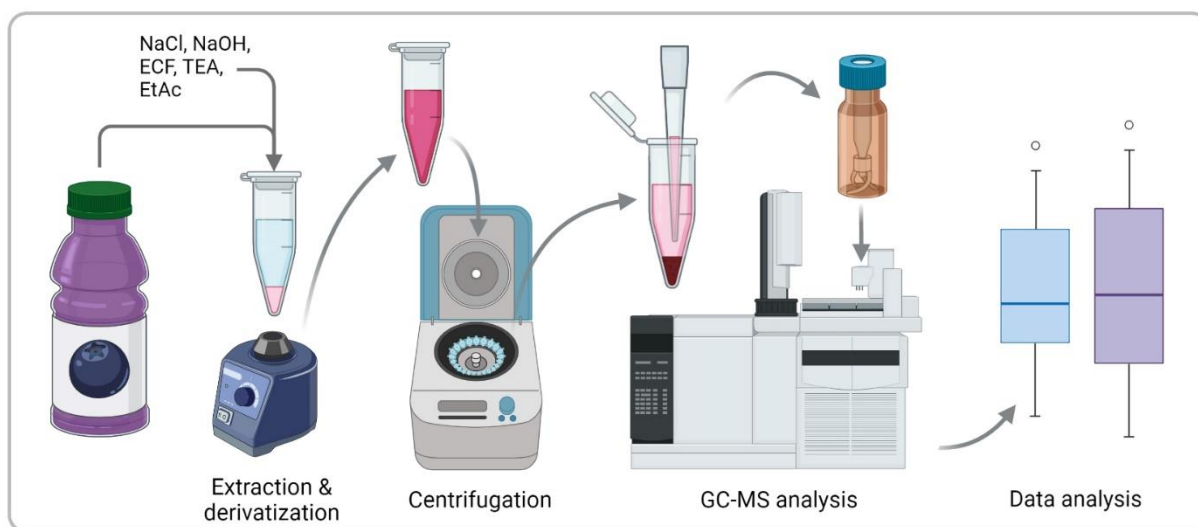 NaCl, NaOH,
ECF, TEA,
EtAc
Extraction &
derivatization
Centrifugation
GC-MS analysis
Data analysis